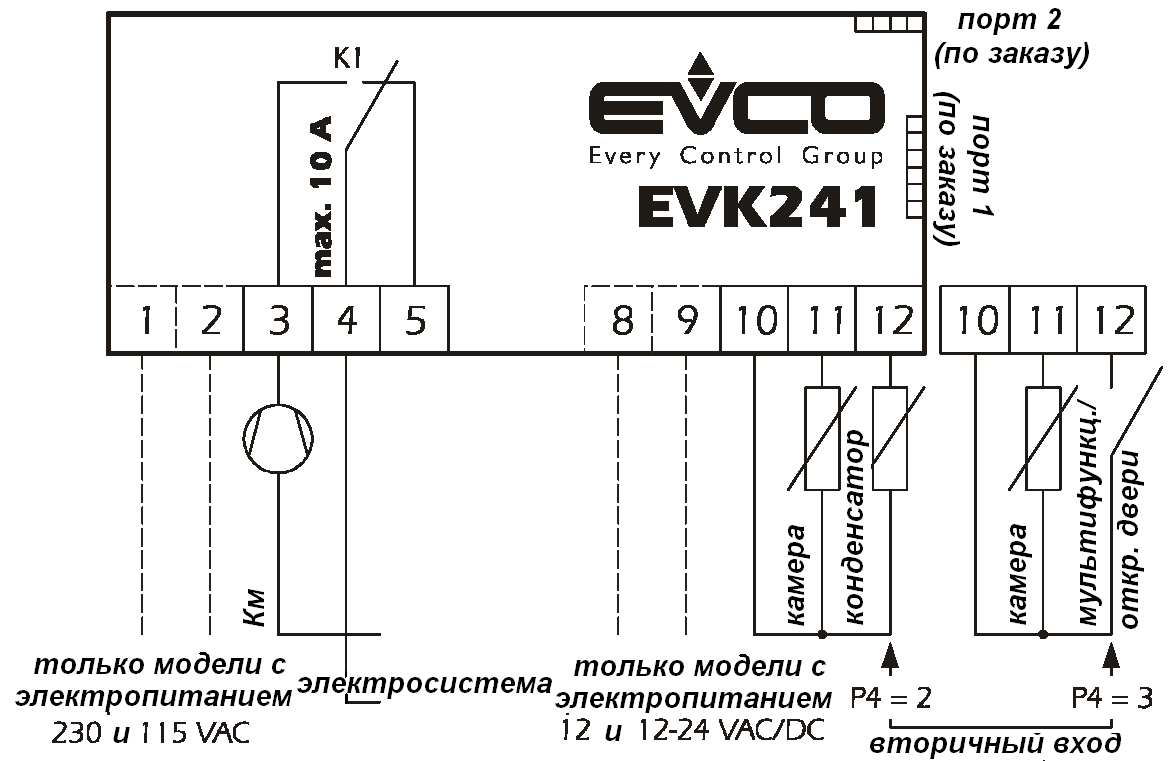 порт 2
(по заказу)
K1
max. 10 A
EVCO
Every Control Group
EVK241
порт 1
(по заказу)
1 2 3 4 5
8 9 10 11 12
10 11 12
Км
камера
конденсатор
камера
мультифункц./
откр. двери
только модели с
электропитанием
230 и 115 VAC
электросистема
только модели с
электропитанием
12 и 12-24 VAC/DC
P4 = 2
P4 = 3
вторичный вход